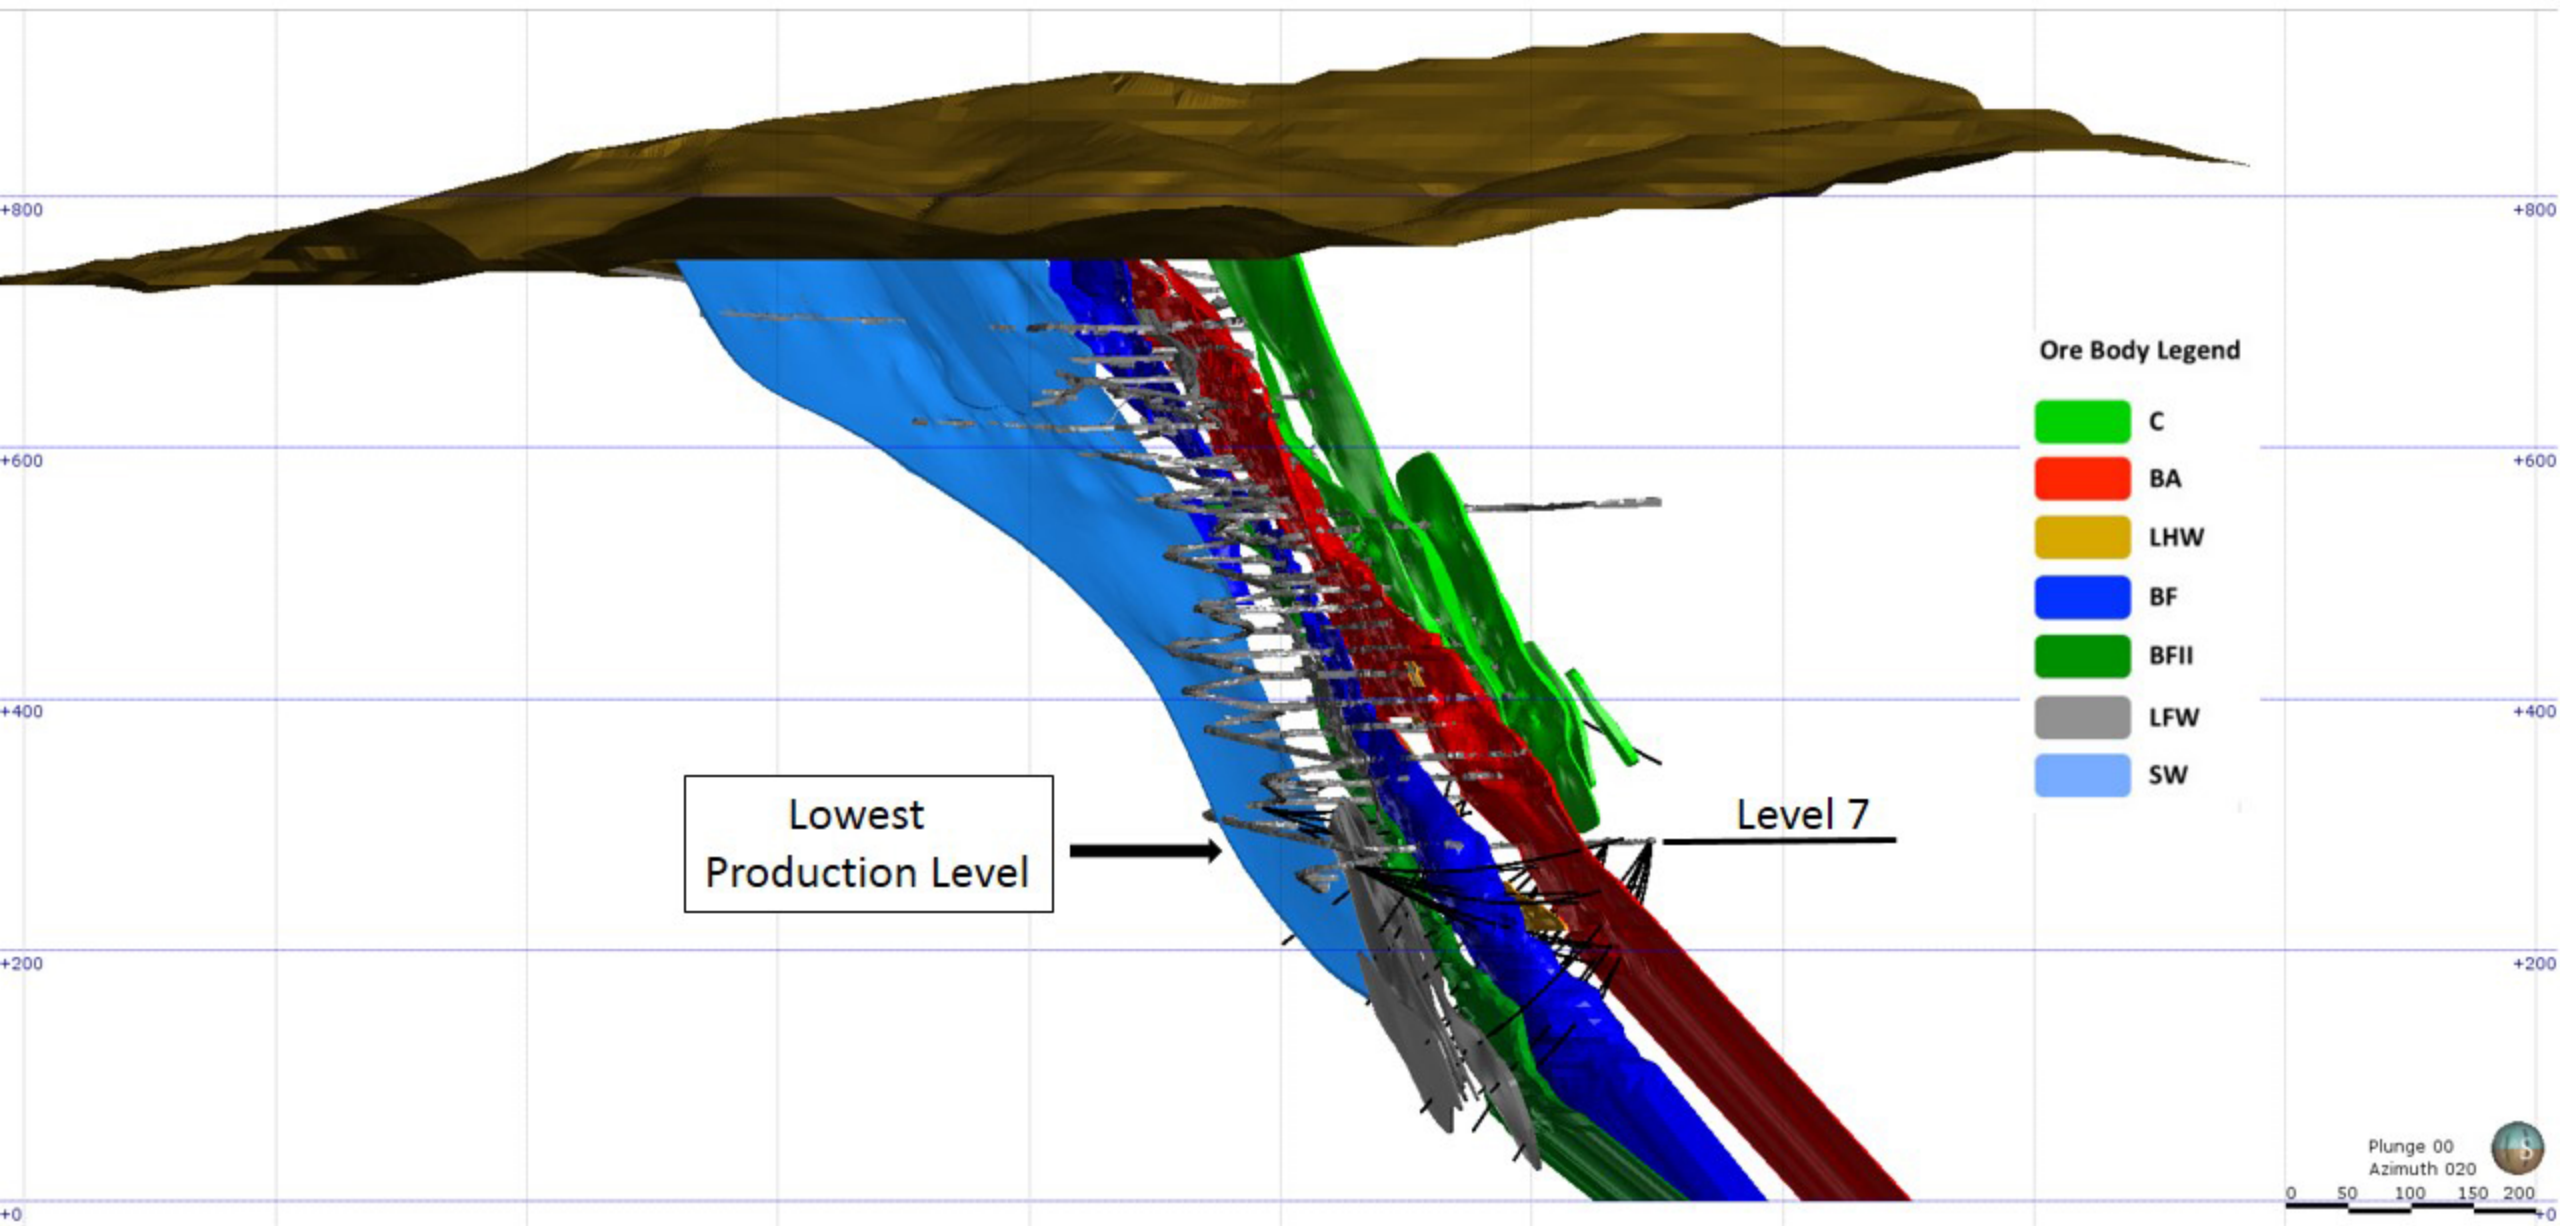 +800
+800
Ore Body Legend
C
+600
+600
BA
LHW
BF
BFII
+400
+400
LFW
SW
Lowest
Production Level
Level 7
+200
+200
Plunge 00
Azimuth 020
S
0 50 100 150 200
+0
+0